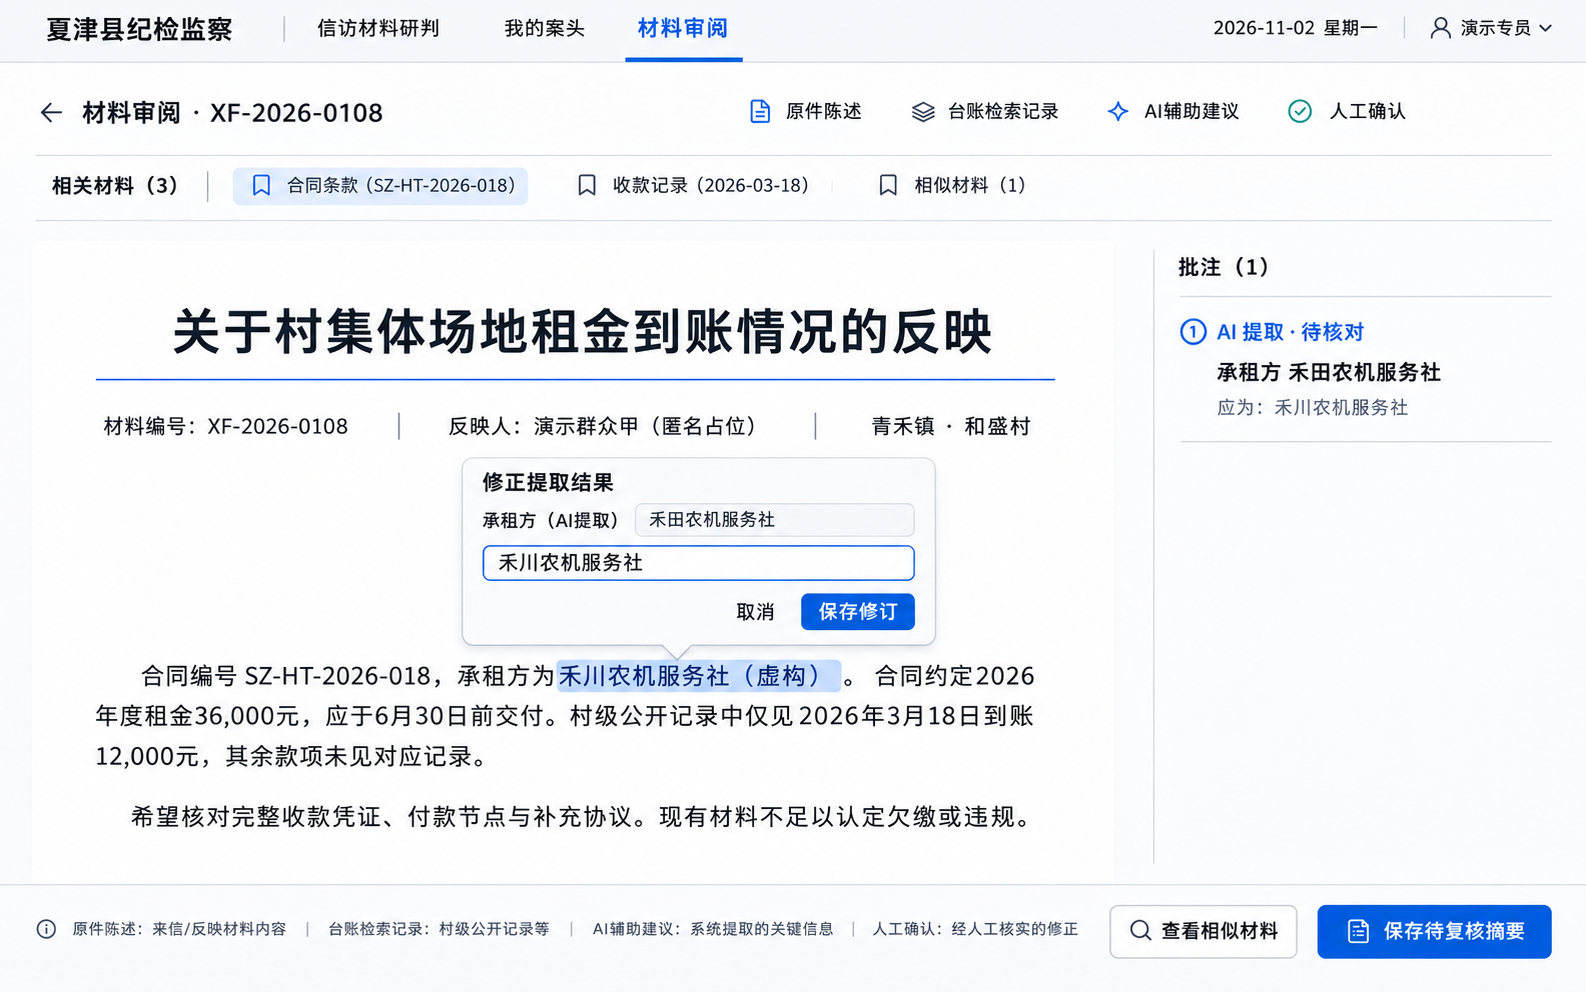 夏津县纪检监察
信访材料研判
我的案头
材料审阅
2026-11-02 星期一
演示专员
材料审阅 · XF-2026-0108
原件陈述
台账检索记录
AI辅助建议
人工确认
相关材料（3）
合同条款（SZ-HT-2026-018）
收款记录（2026-03-18）
相似材料（1）
关于村集体场地租金到账情况的反映
材料编号：XF-2026-0108
反映人：演示群众甲（匿名占位）
青禾镇 · 和盛村
修正提取结果
承租方（AI提取） 禾田农机服务社
禾川农机服务社
取消 保存修订
合同编号 SZ-HT-2026-018，承租方为禾川农机服务社（虚构）。合同约定2026
年度租金36,000元，应于6月30日前交付。村级公开记录中仅见2026年3月18日到账
12,000元，其余款项未见对应记录。
希望核对完整收款凭证、付款节点与补充协议。现有材料不足以认定欠缴或违规。
批注（1）
1 AI 提取 · 待核对
承租方 禾田农机服务社
应为：禾川农机服务社
原件陈述：来信/反映材料内容
台账检索记录：村级公开记录等
AI辅助建议：系统提取的关键信息
人工确认：经人工核实的修正
查看相似材料
保存待复核摘要